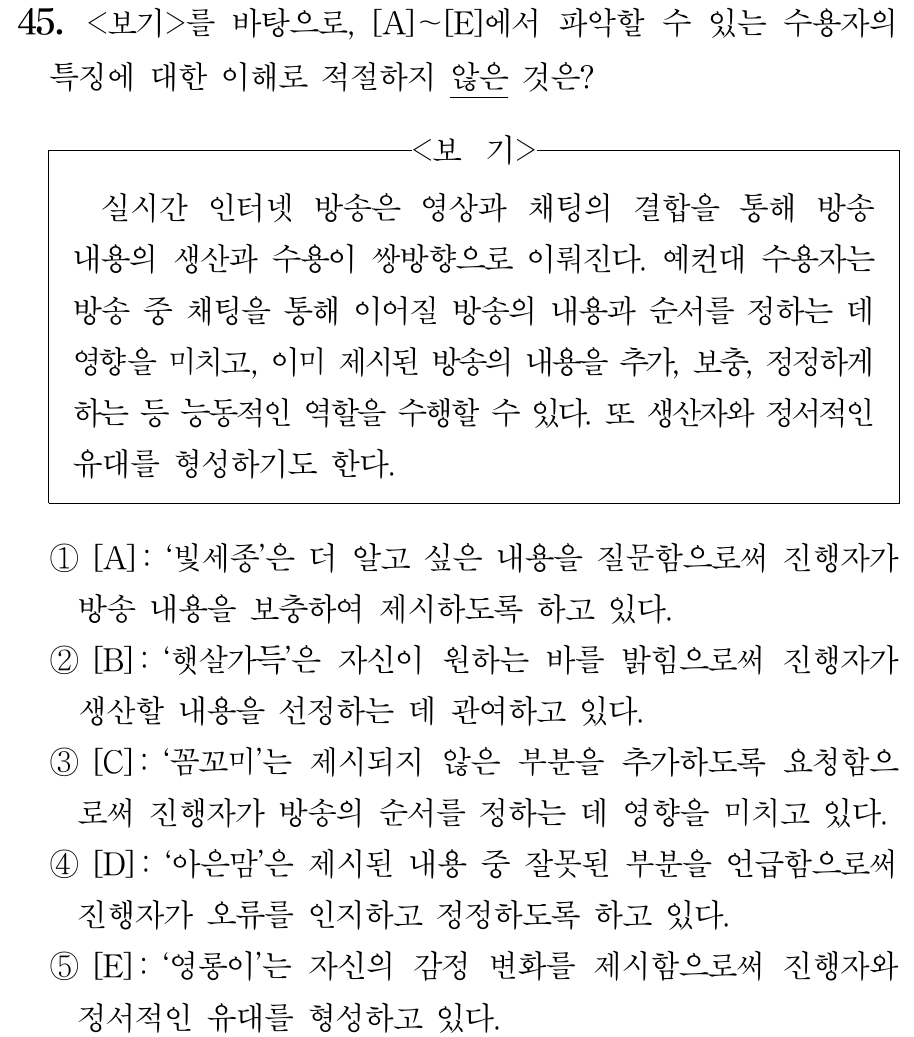 45. <보기>를 바탕으로, [A]~[E]에서 파악할 수 있는 수용자의
특징에 대한 이해로 적절하지 않은 것은?
<보 기>
실시간 인터넷 방송은 영상과 채팅의 결합을 통해 방송
내용의 생산과 수용이 쌍방향으로 이뤄진다. 예컨대 수용자는
방송 중 채팅을 통해 이어질 방송의 내용과 순서를 정하는 데
영향을 미치고, 이미 제시된 방송의 내용을 추가, 보충, 정정하게
하는 등 능동적인 역할을 수행할 수 있다. 또 생산자와 정서적인
유대를 형성하기도 한다.
① [A]: ‘빛세종’은 더 알고 싶은 내용을 질문함으로써 진행자가
방송 내용을 보충하여 제시하도록 하고 있다.
② [B]: ‘햇살가득’은 자신이 원하는 바를 밝힘으로써 진행자가
생산할 내용을 선정하는 데 관여하고 있다.
③ [C]: ‘꼼꼬미’는 제시되지 않은 부분을 추가하도록 요청함으
로써 진행자가 방송의 순서를 정하는 데 영향을 미치고 있다.
④ [D]: ‘아은맘’은 제시된 내용 중 잘못된 부분을 언급함으로써
진행자가 오류를 인지하고 정정하도록 하고 있다.
⑤ [E]: ‘영롱이’는 자신의 감정 변화를 제시함으로써 진행자와
정서적인 유대를 형성하고 있다.